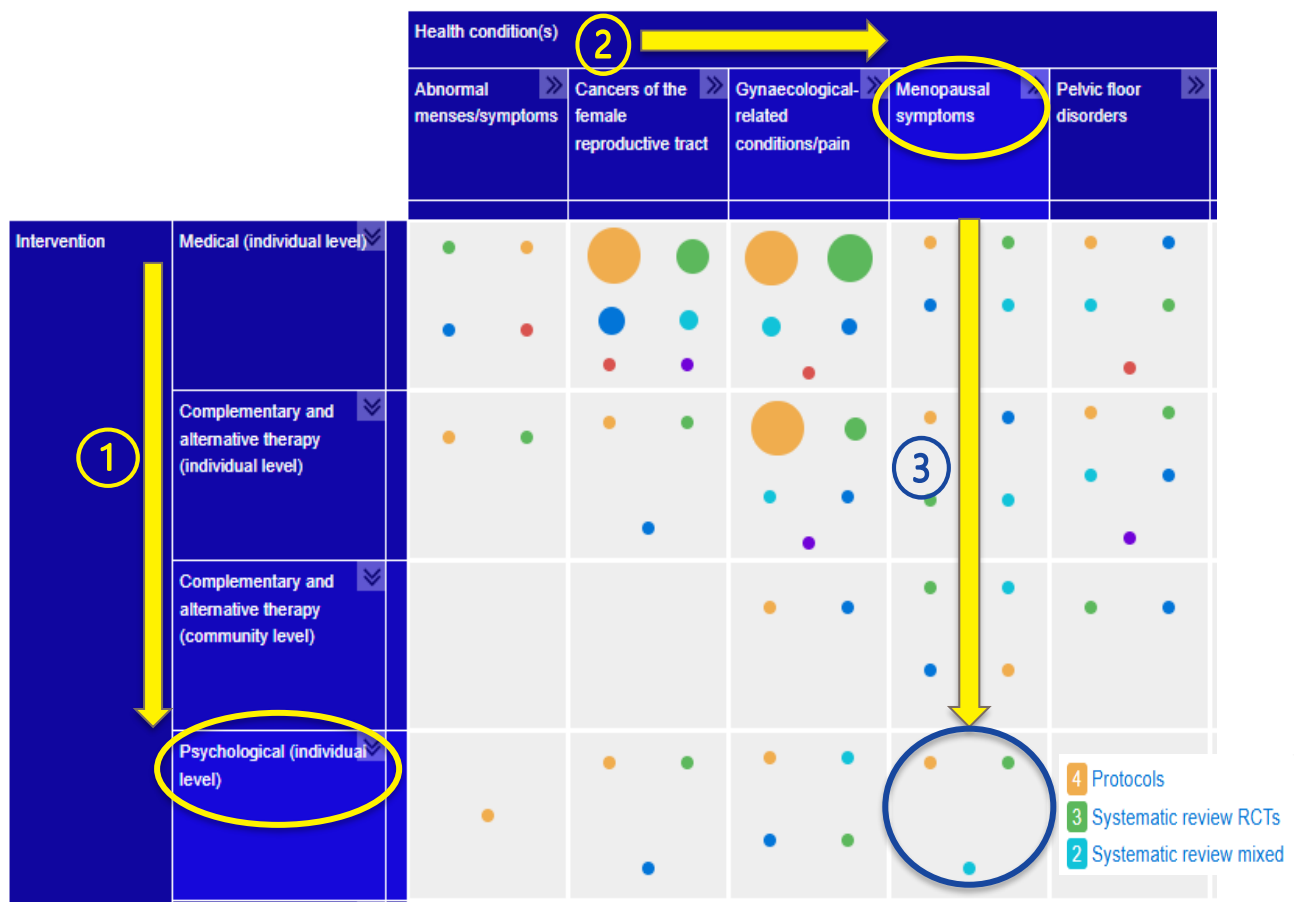 Health condition(s)
2
Abnormal
menses/symptoms
Cancers of the
female
reproductive tract
Gynaecological-
related
conditions/pain
Menopausal
symptoms
Pelvic floor
disorders
Intervention
Medical (individual level)
1
Complementary and
alternative therapy
(individual level)
3
Complementary and
alternative therapy
(community level)
Psychological (individual
level)
4 Protocols
3 Systematic review RCTs
2 Systematic review mixed